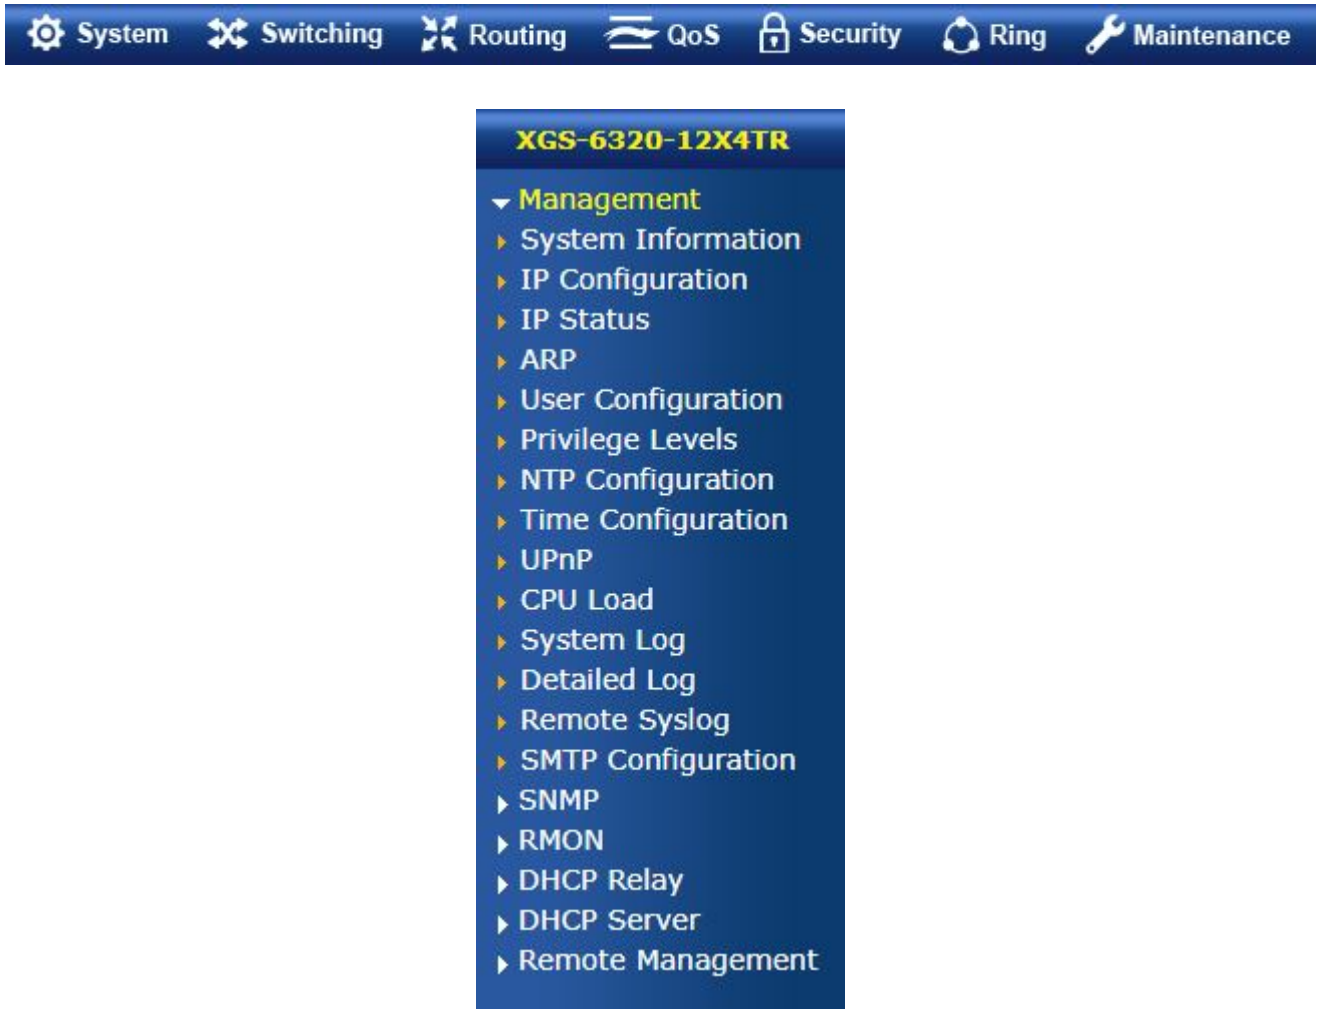 System Switching Routing QoS Security Ring Maintenance
XGS-6320-12X4TR
Management
System Information
IP Configuration
IP Status
ARP
User Configuration
Privilege Levels
NTP Configuration
Time Configuration
UPnP
CPU Load
System Log
Detailed Log
Remote Syslog
SMTP Configuration
SNMP
RMON
DHCP Relay
DHCP Server
Remote Management